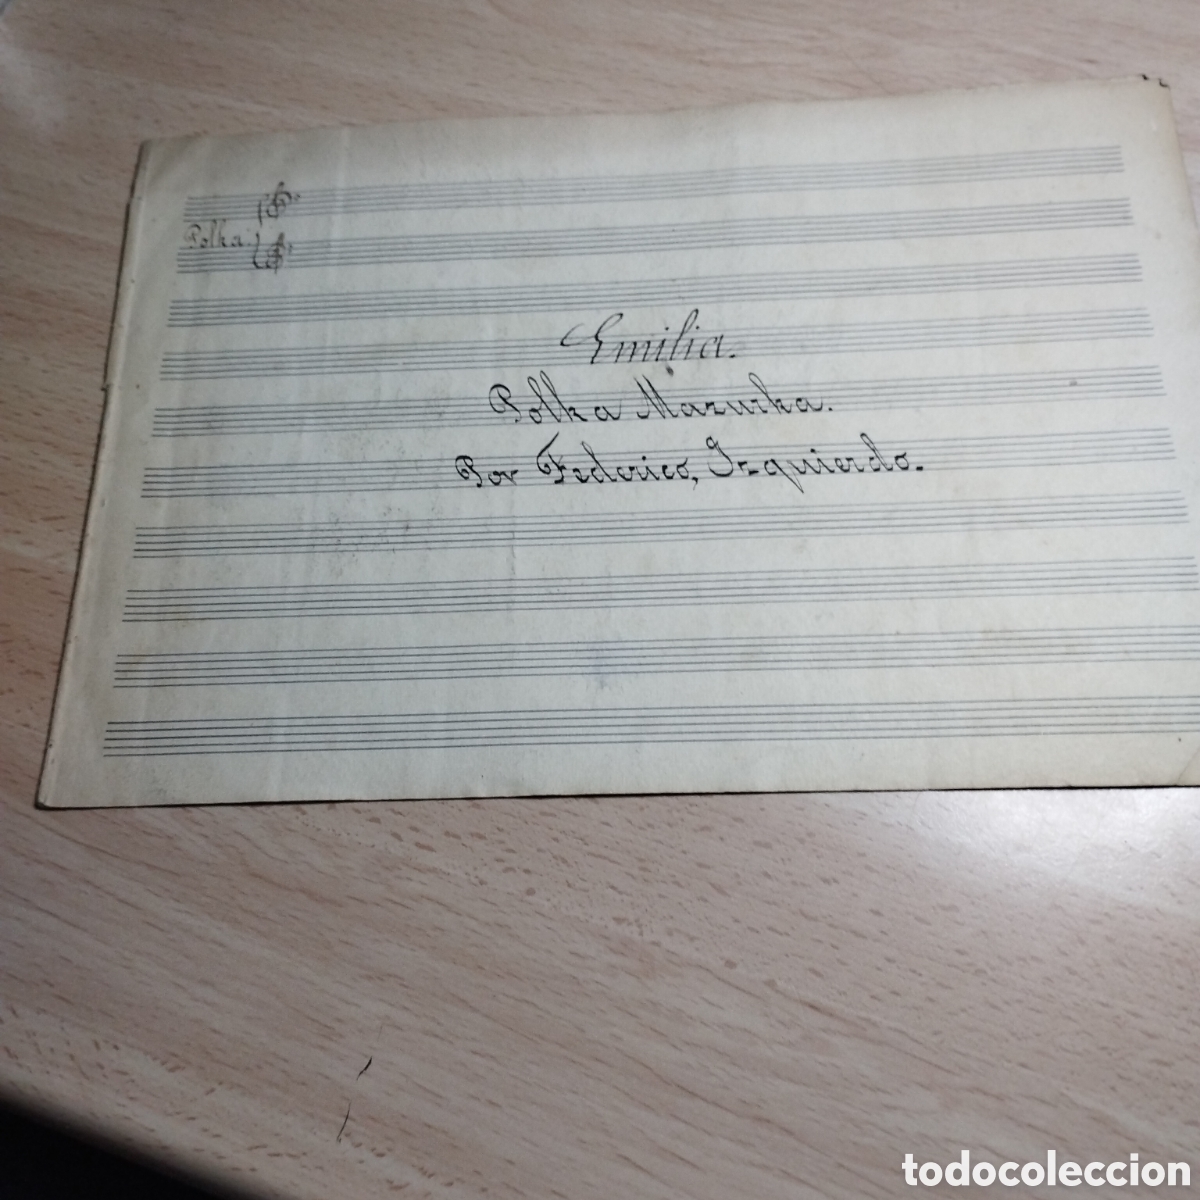 Polka
Emilia.
Polka Mazurka.
Por Federico, Izquierdo.
todocoleccion